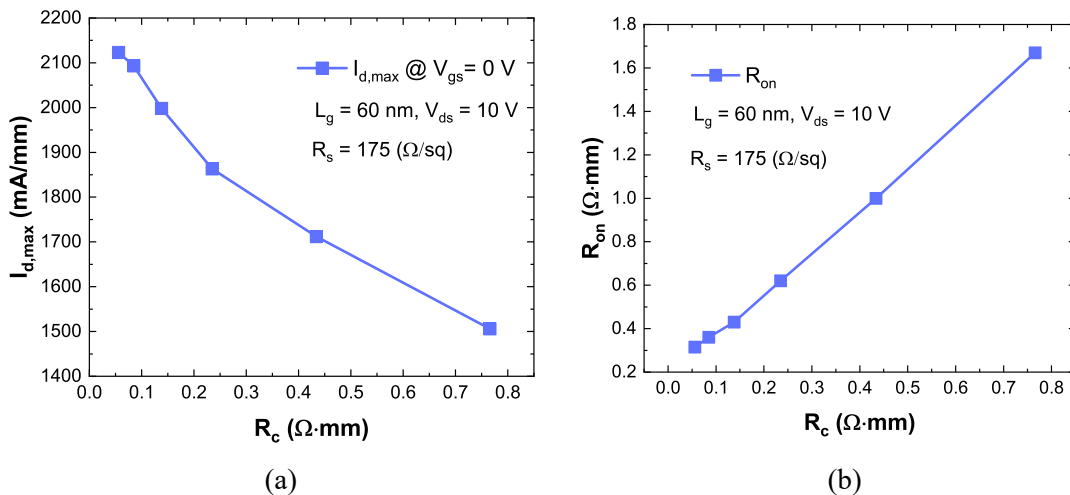 2200
2100
2000
1900
1800
1700
1600
1500
1400
0.0 0.1 0.2 0.3 0.4 0.5 0.6 0.7 0.8
I_d,max (mA/mm)
R_c (Ω·mm)
I_d,max @ V_gs= 0 V
L_g = 60 nm, V_ds = 10 V
R_s = 175 (Ω/sq)
(a)
1.8
1.6
1.4
1.2
1.0
0.8
0.6
0.4
0.2
0.0 0.1 0.2 0.3 0.4 0.5 0.6 0.7 0.8
R_on (Ω·mm)
R_c (Ω·mm)
R_on
L_g = 60 nm, V_ds = 10 V
R_s = 175 (Ω/sq)
(b)